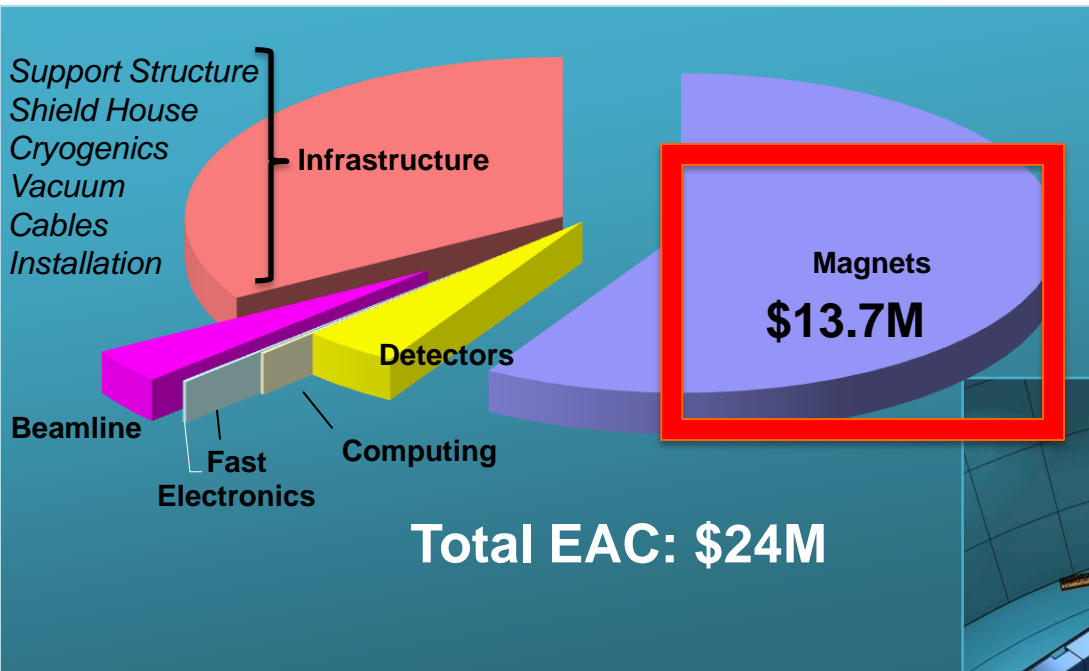 Support Structure
Shield House
Cryogenics
Vacuum
Cables
Installation
Infrastructure
Magnets
$13.7M
Detectors
Beamline
Fast
Electronics
Computing
Total EAC: $24M